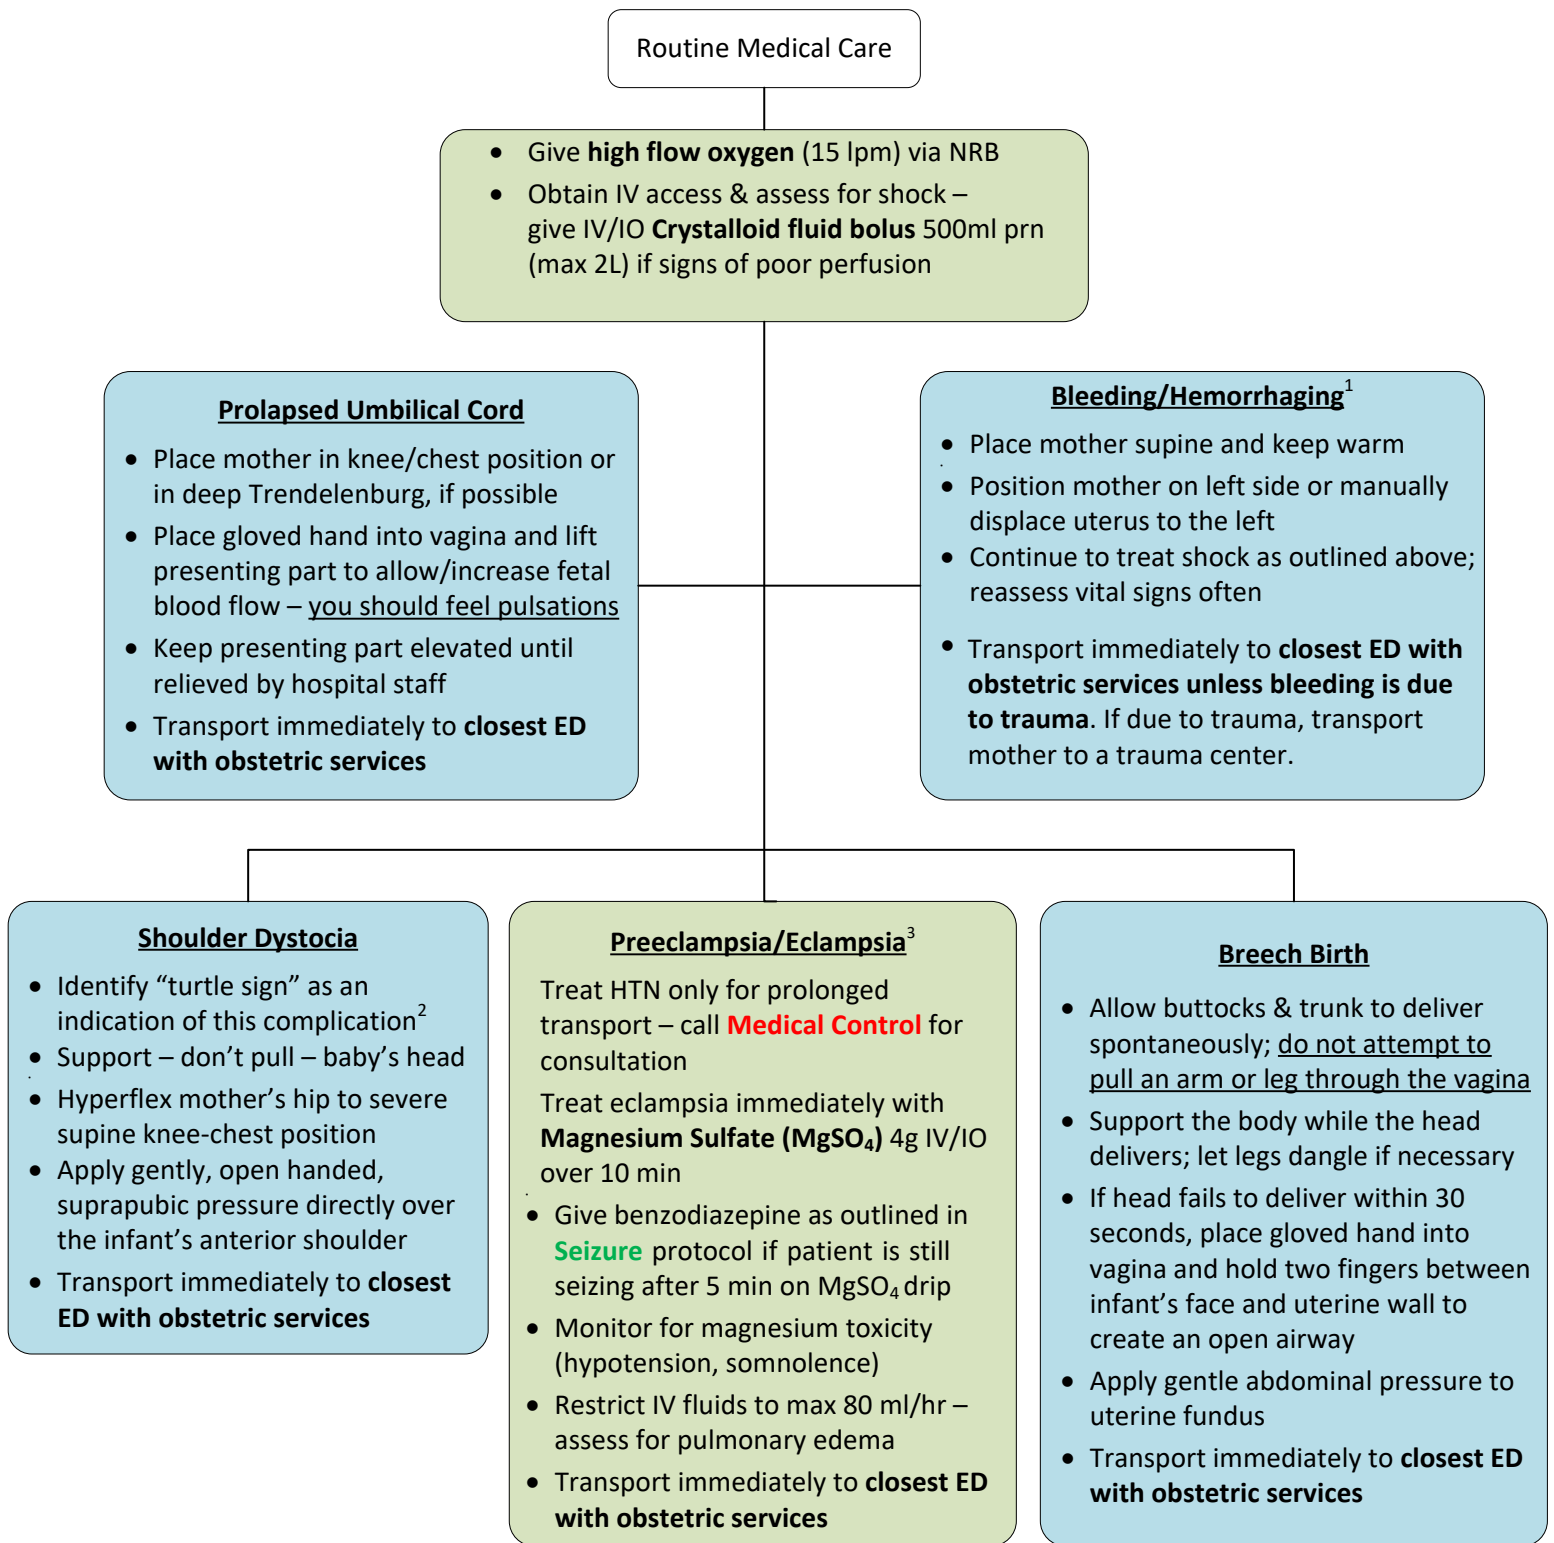 Routine Medical Care
• Give high flow oxygen (15 lpm) via NRB
• Obtain IV access & assess for shock –
give IV/IO Crystalloid fluid bolus 500ml prn
(max 2L) if signs of poor perfusion
Prolapsed Umbilical Cord
• Place mother in knee/chest position or
in deep Trendelenburg, if possible
• Place gloved hand into vagina and lift
presenting part to allow/increase fetal
blood flow – you should feel pulsations
• Keep presenting part elevated until
relieved by hospital staff
• Transport immediately to closest ED
with obstetric services
Bleeding/Hemorrhaging1
• Place mother supine and keep warm
• Position mother on left side or manually
displace uterus to the left
• Continue to treat shock as outlined above;
reassess vital signs often
• Transport immediately to closest ED with
obstetric services unless bleeding is due
to trauma. If due to trauma, transport
mother to a trauma center.
Shoulder Dystocia
• Identify “turtle sign” as an
indication of this complication2
• Support – don’t pull – baby’s head
• Hyperflex mother’s hip to severe
supine knee-chest position
• Apply gently, open handed,
suprapubic pressure directly over
the infant’s anterior shoulder
• Transport immediately to closest
ED with obstetric services
Preeclampsia/Eclampsia3
Treat HTN only for prolonged
transport – call Medical Control for
consultation
Treat eclampsia immediately with
Magnesium Sulfate (MgSO4) 4g IV/IO
over 10 min
• Give benzodiazepine as outlined in
Seizure protocol if patient is still
seizing after 5 min on MgSO4 drip
• Monitor for magnesium toxicity
(hypotension, somnolence)
• Restrict IV fluids to max 80 ml/hr –
assess for pulmonary edema
• Transport immediately to closest ED
with obstetric services
Breech Birth
• Allow buttocks & trunk to deliver
spontaneously; do not attempt to
pull an arm or leg through the vagina
• Support the body while the head
delivers; let legs dangle if necessary
• If head fails to deliver within 30
seconds, place gloved hand into
vagina and hold two fingers between
infant’s face and uterine wall to
create an open airway
• Apply gentle abdominal pressure to
uterine fundus
• Transport immediately to closest ED
with obstetric services